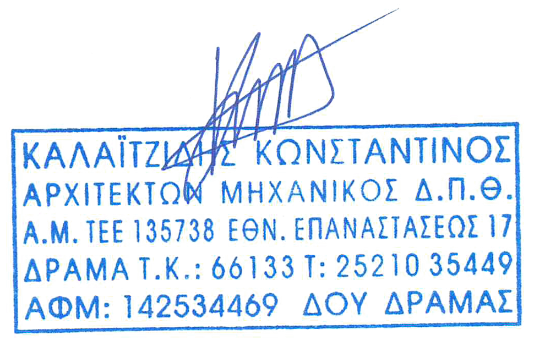 ΚΑΛΑΪΤΖΙΔΗΣ ΚΩΝΣΤΑΝΤΙΝΟΣ
ΑΡΧΙΤΕΚΤΩΝ ΜΗΧΑΝΙΚΟΣ Δ.Π.Θ.
Α.Μ. ΤΕΕ 135738 ΕΘΝ. ΕΠΑΝΑΣΤΑΣΕΩΣ 17
ΔΡΑΜΑ Τ.Κ.: 66133 Τ: 25210 35449
ΑΦΜ: 142534469 ΔΟΥ ΔΡΑΜΑΣ